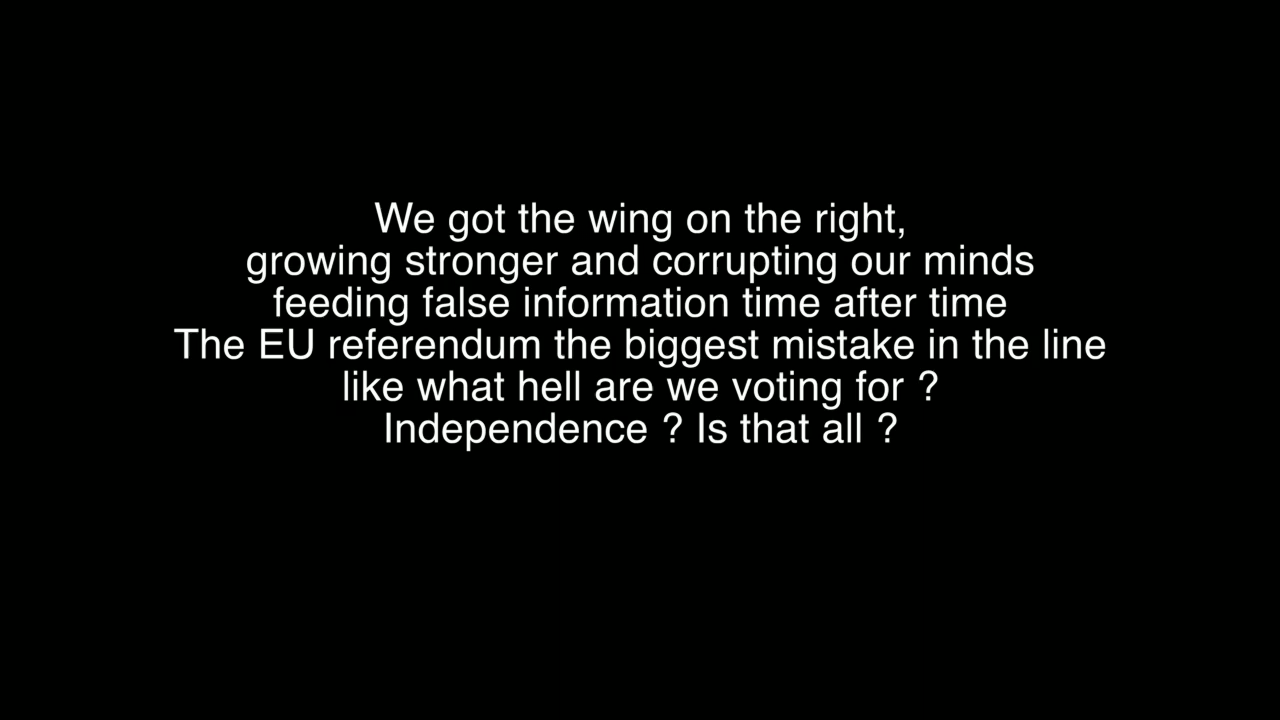 We got the wing on the right,
growing stronger and corrupting our minds
feeding false information time after time
The EU referendum the biggest mistake in the line
like what hell are we voting for ?
Independence ? Is that all ?